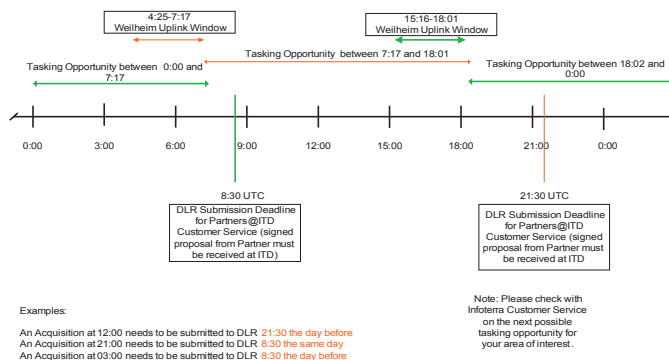 4:25-7:17
Weilheim Uplink Window
15:16-18:01
Weilheim Uplink Window
Tasking Opportunity between 0:00 and
7:17
Tasking Opportunity between 7:17 and 18:01
Tasking Opportunity between 18:02 and
0:00
0:00
3:00
6:00
9:00
12:00
15:00
18:00
21:00
0:00
8:30 UTC
DLR Submission Deadline
for Partners@ITD
Customer Service (signed
proposal from Partner must
be received at ITD)
21:30 UTC
DLR Submission Deadline
for Partners@ITD
Customer Service (signed
proposal from Partner must
be received at ITD
Examples:
An Acquisition at 12:00 needs to be submitted to DLR 21:30 the day before
An Acquisition at 21:00 needs to be submitted to DLR 8:30 the same day
An Acquisition at 03:00 needs to be submitted to DLR 8:30 the day before
Note: Please check with
Infoterra Customer Service
on the next possible
tasking opportunity for
your area of interest.